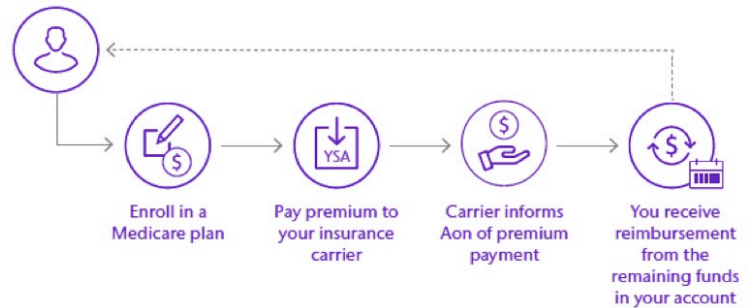 YSA
Enroll in a
Medicare plan
Pay premium to
your insurance
carrier
Carrier informs
Aon of premium
payment
You receive
reimbursement
from the
remaining funds
in your account